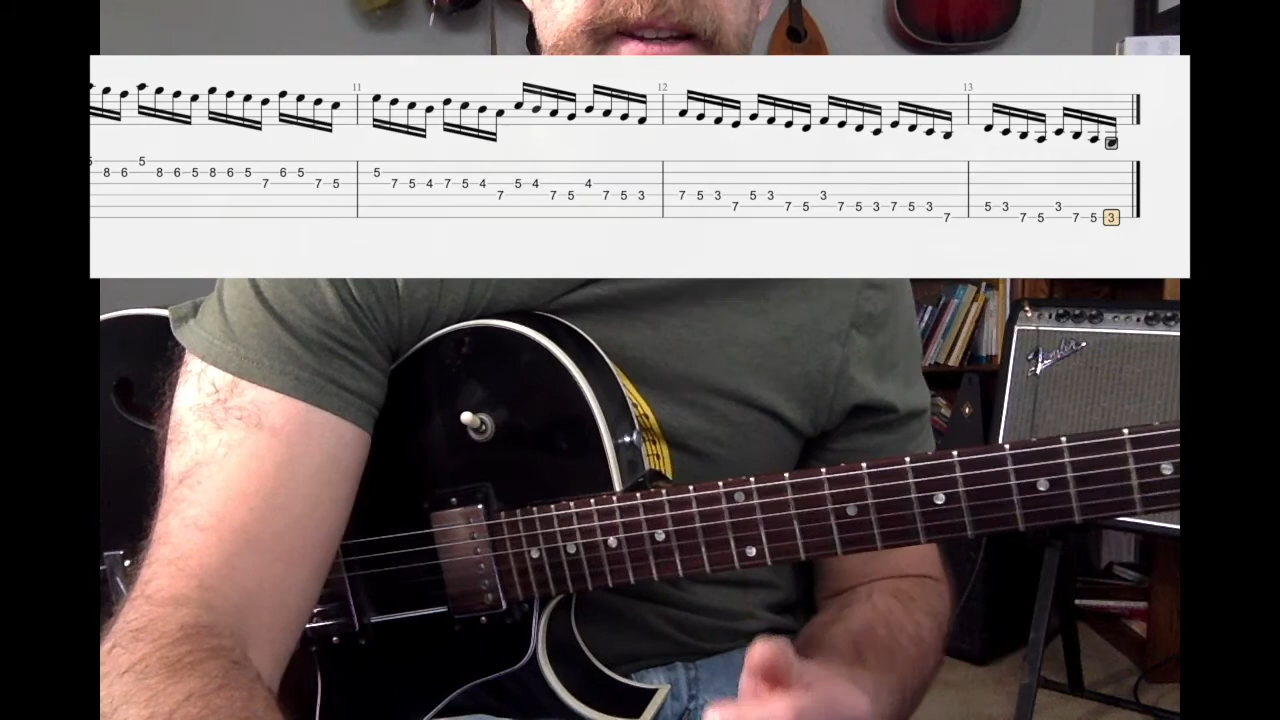 11 12 13
5 5
8 6 8 6 5 8 6 5 6 5 5
7 7 5 7 5 4 7 5 4 5 4 4
7 7 5 7 5 3 7 5 3 5 3 3
7 7 5 7 5 3 7 5 3 5 3 3
7 7 5 7 5 3
Fender